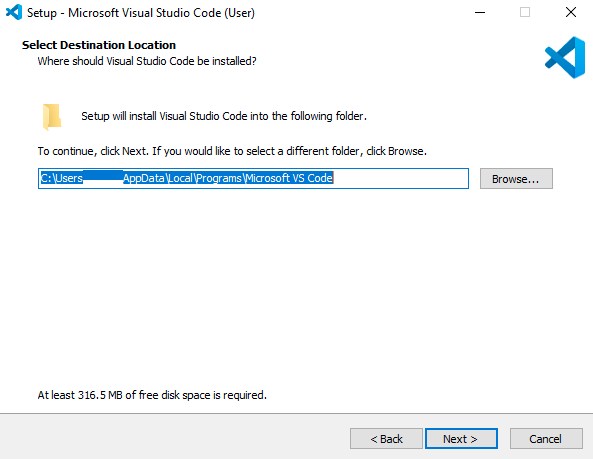 Setup - Microsoft Visual Studio Code (User)
Select Destination Location
Where should Visual Studio Code be installed?
Setup will install Visual Studio Code into the following folder.
To continue, click Next. If you would like to select a different folder, click Browse.
C:\Users AppData\Local\Programs\Microsoft VS Code
Browse...
At least 316.5 MB of free disk space is required.
< Back
Next >
Cancel